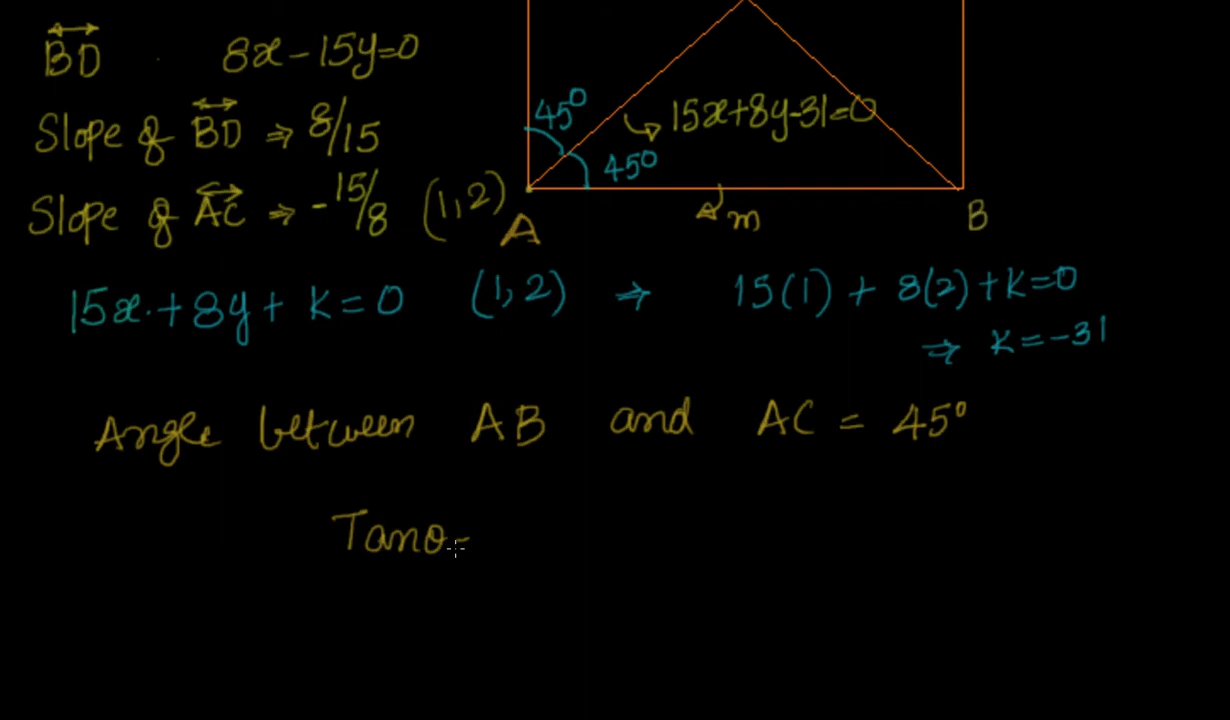 BD 8x-15y=0
Slope of BD ⇒ 8/15
45°
15x+8y-31=0
45°
Slope of AC ⇒ -15/8
(1,2) A
m
B
15x+8y+K=0 (1,2) ⇒ 15(1)+8(2)+K=0
⇒ K=-31
Angle between AB and AC = 45°
Tanθ=